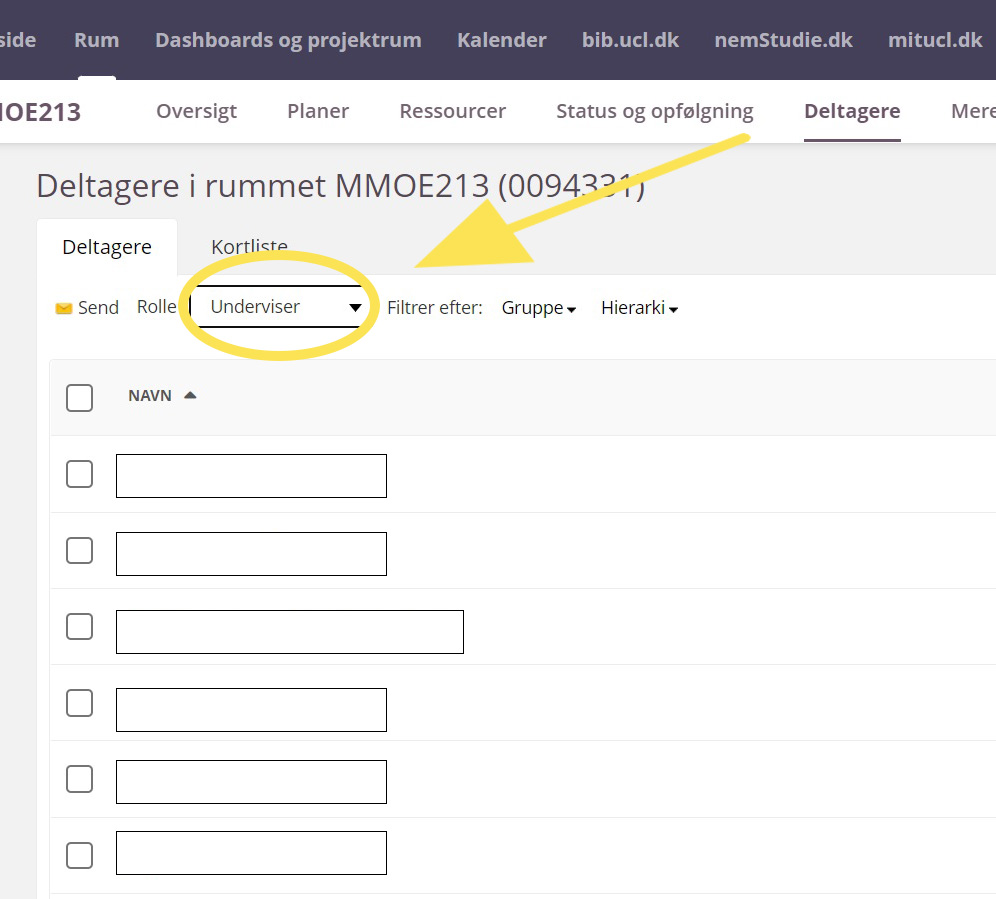 side Rum Dashboards og projektrum Kalender bib.ucl.dk nemStudie.dk mitucl.dk
MOE213 Oversigt Planer Ressourcer Status og opfølgning Deltagere Mere
Deltagere i rummet MMOE213 (0094331)
Deltagere Kortliste
Send Rolle Underviser Filtrer efter: Gruppe Hierarki
NAVN